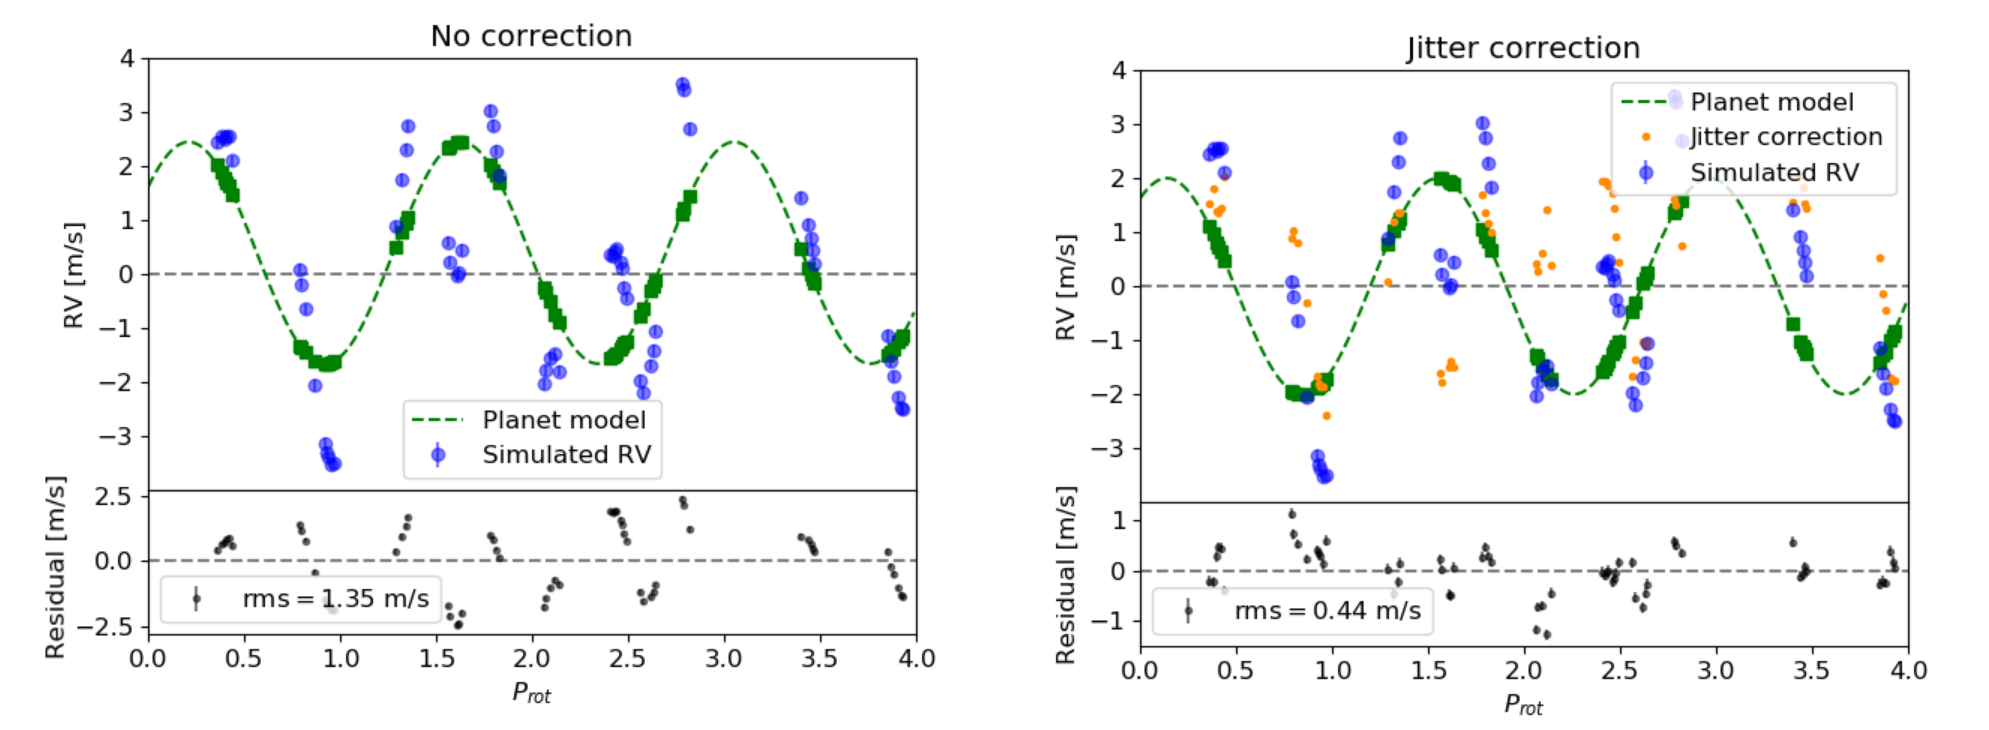 No correction
4
3
2
1
0
−1
−2
−3
RV [m/s]
Planet model
Simulated RV
2.5
0.0
−2.5
Residual [m/s]
rms = 1.35 m/s
0.0 0.5 1.0 1.5 2.0 2.5 3.0 3.5 4.0
Prot
Jitter correction
4
3
2
1
0
−1
−2
−3
RV [m/s]
Planet model
Jitter correction
Simulated RV
1
0
−1
Residual [m/s]
rms = 0.44 m/s
0.0 0.5 1.0 1.5 2.0 2.5 3.0 3.5 4.0
Prot